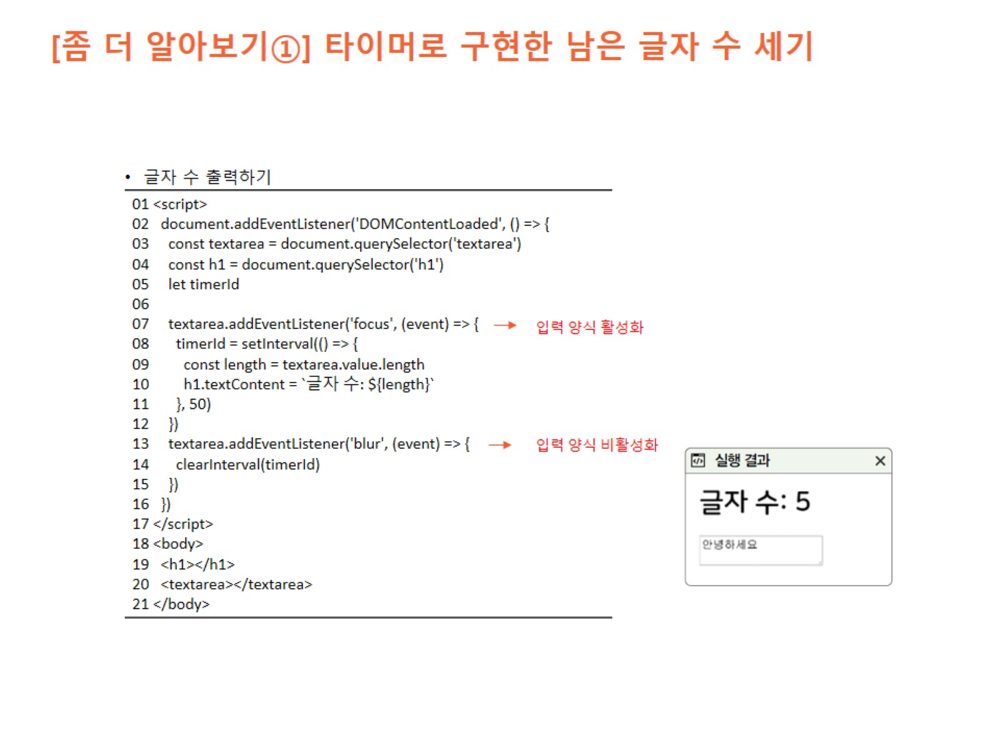 [좀 더 알아보기①] 타이머로 구현한 남은 글자 수 세기
• 글자 수 출력하기
01 <script>
02   document.addEventListener('DOMContentLoaded', () => {
03     const textarea = document.querySelector('textarea')
04     const h1 = document.querySelector('h1')
05     let timerId
06
07     textarea.addEventListener('focus', (event) => { → 입력 양식 활성화
08       timerId = setInterval(() => {
09         const length = textarea.value.length
10         h1.textContent = `글자 수: ${length}`
11       }, 50)
12     })
13     textarea.addEventListener('blur', (event) => { → 입력 양식 비활성화
14       clearInterval(timerId)
15     })
16   })
17 </script>
18 <body>
19   <h1></h1>
20   <textarea></textarea>
21 </body>
실행 결과
글자 수: 5
안녕하세요